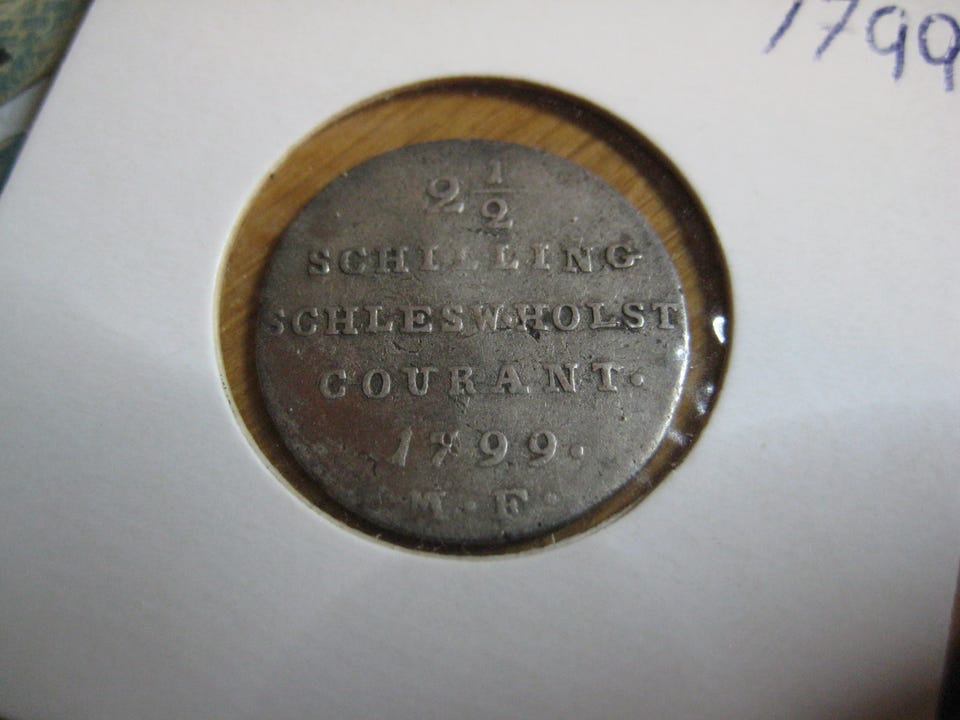 1799
2 1/2
SCHILLING
SCHLESW.HOLST
COURANT.
1799.
M.F.